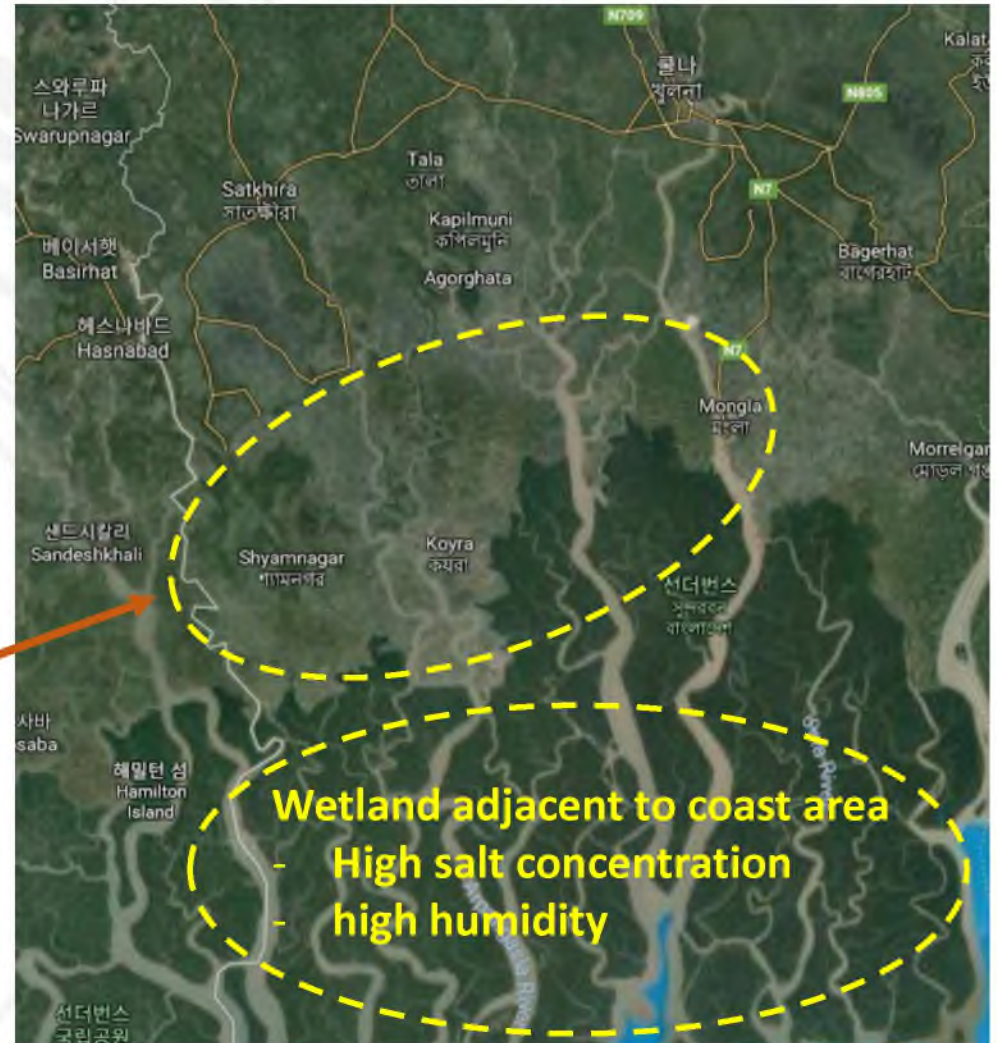 N709
Kalat
쿨나
খুলনা
스와루파
나가르
Swarupnagar
N805
Tala
তালা
Satkhira
সাতক্ষীরা
N7
Kapilmuni
কপিলমুনি
베이서햇
Basirhat
Bagerhat
বাগেরহাট
Agorghata
헤스나바드
Hasnabad
N7
Mongla
মংলা
Morrelgan
মোড়ল গঞ্জ
샌드시칼리
Sandeshkhali
Shyamnagar
শ্যামনগর
Koyra
কয়রা
선더번스
সুন্দরবন
বাংলাদেশ
사바
saba
해밀턴 섬
Hamilton
Island
Wetland adjacent to coast area
- High salt concentration
- high humidity
선더번스
국립공원